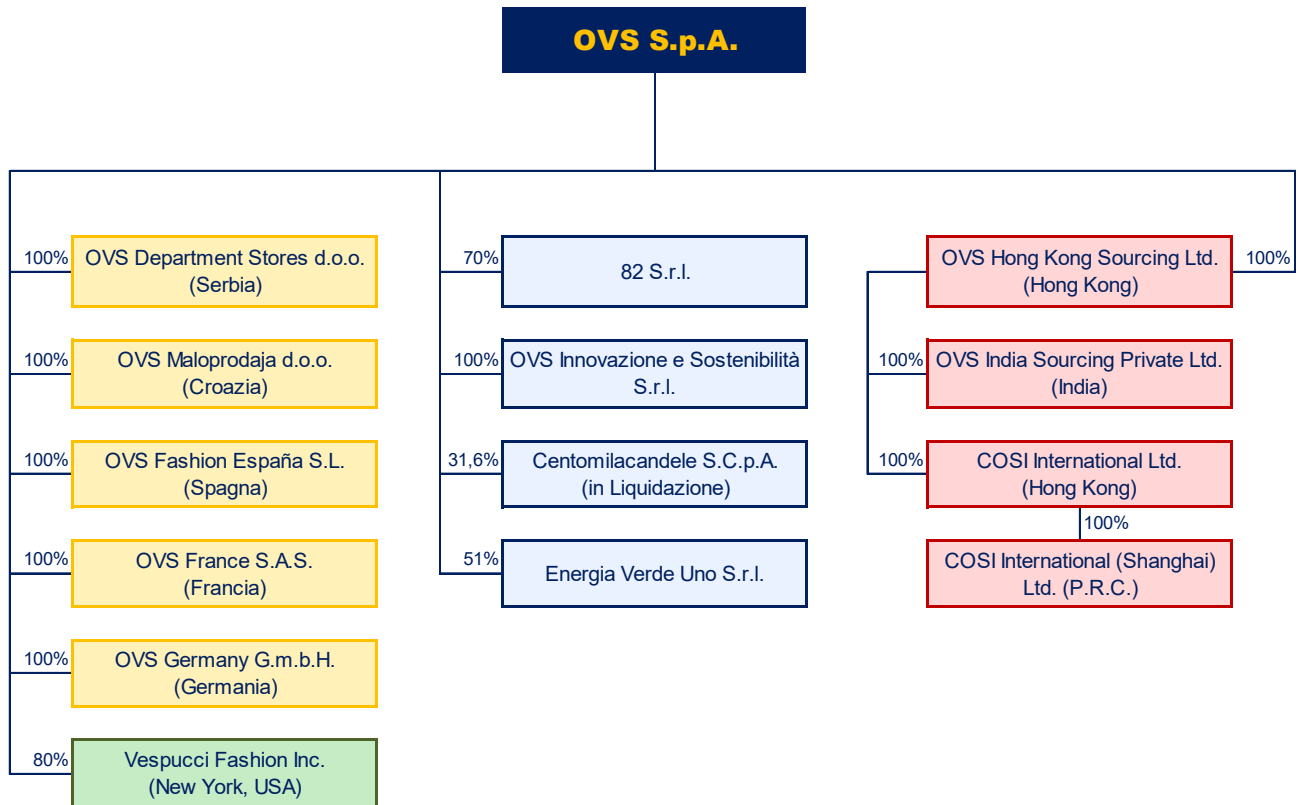 OVS S.p.A.
100%
OVS Department Stores d.o.o.
(Serbia)
100%
OVS Maloprodaja d.o.o.
(Croazia)
100%
OVS Fashion España S.L.
(Spagna)
100%
OVS France S.A.S.
(Francia)
100%
OVS Germany G.m.b.H.
(Germania)
80%
Vespucci Fashion Inc.
(New York, USA)
70%
82 S.r.l.
100%
OVS Innovazione e Sostenibilità
S.r.l.
31,6%
Centomilacandele S.C.p.A.
(in Liquidazione)
51%
Energia Verde Uno S.r.l.
OVS Hong Kong Sourcing Ltd.
(Hong Kong)
100%
100%
OVS India Sourcing Private Ltd.
(India)
100%
COSI International Ltd.
(Hong Kong)
100%
COSI International (Shanghai)
Ltd. (P.R.C.)